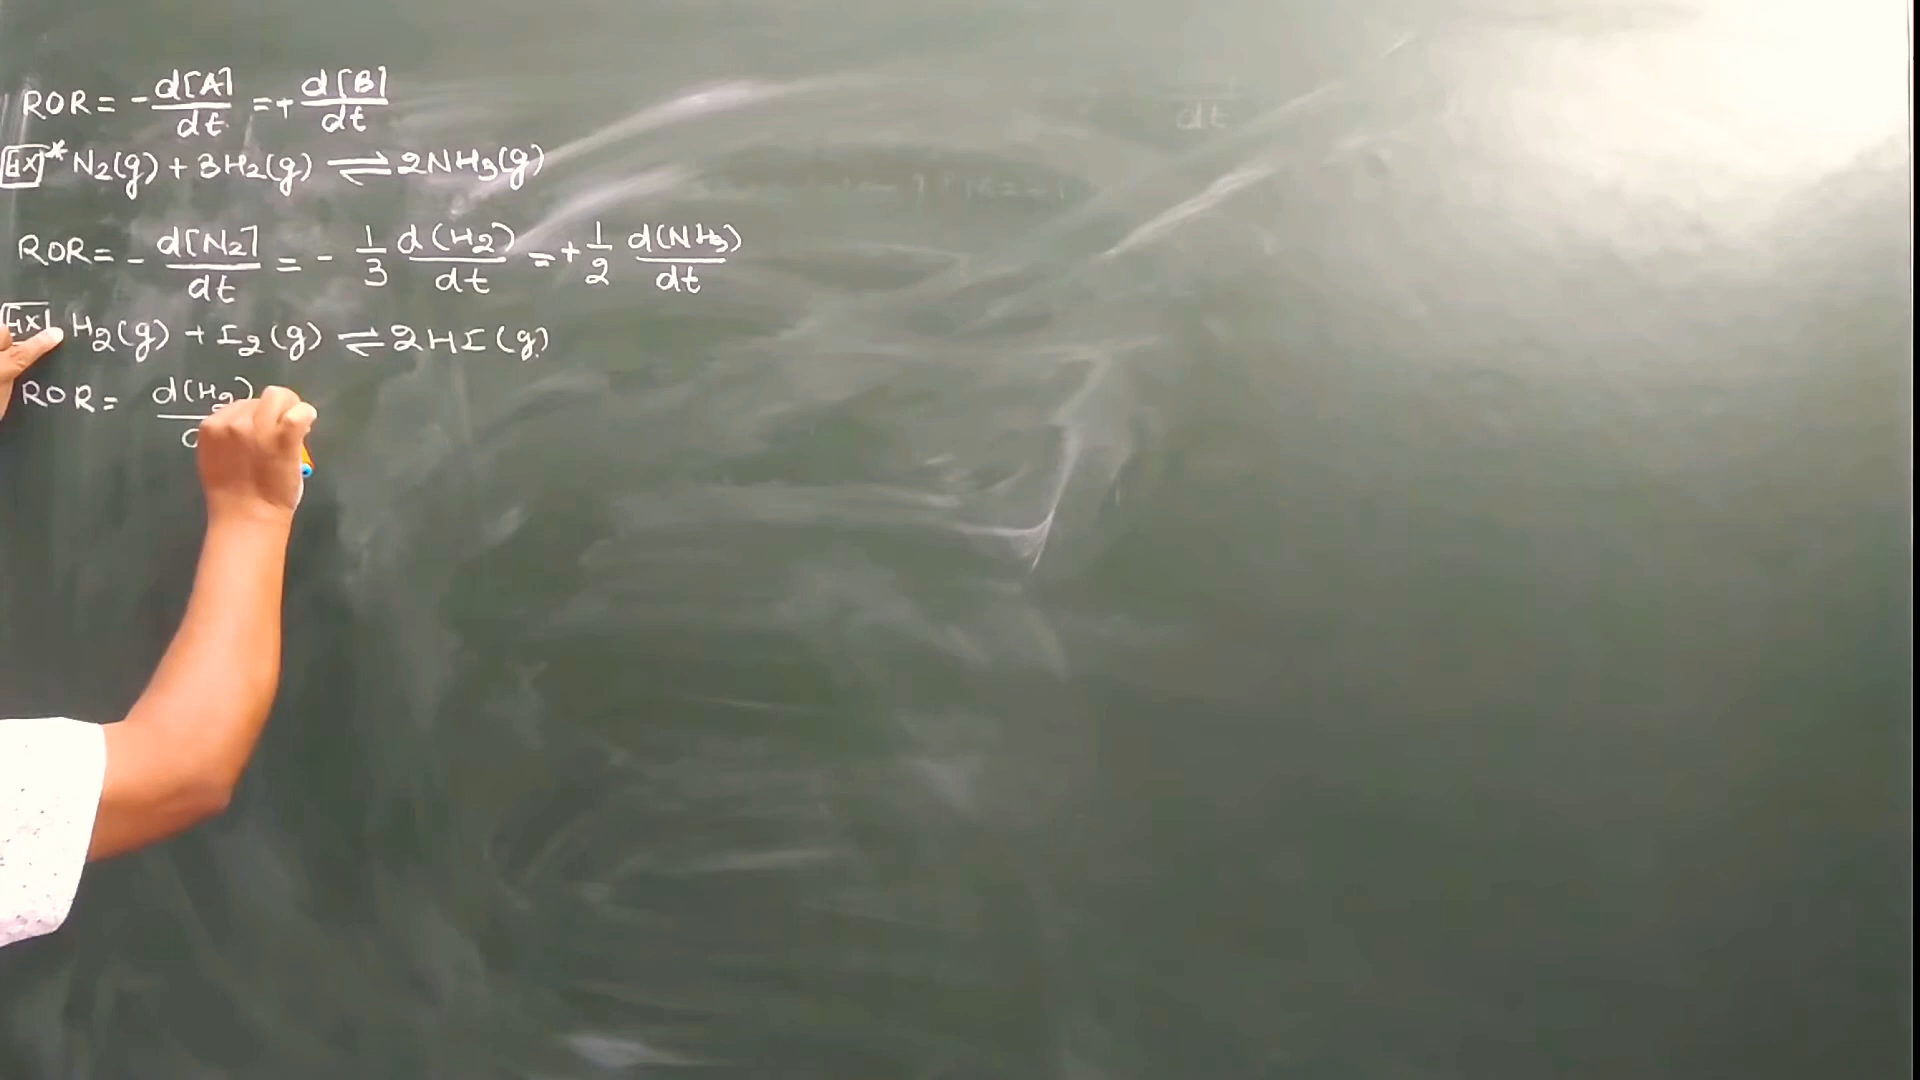 ROR = - d[A]/dt = + d[B]/dt
Ex * N2(g) + 3H2(g) ⇌ 2NH3(g)
ROR = - d[N2]/dt = - 1/3 d(H2)/dt = + 1/2 d(NH3)/dt
Ex H2(g) + I2(g) ⇌ 2HI(g)
ROR = d(H2)
dt